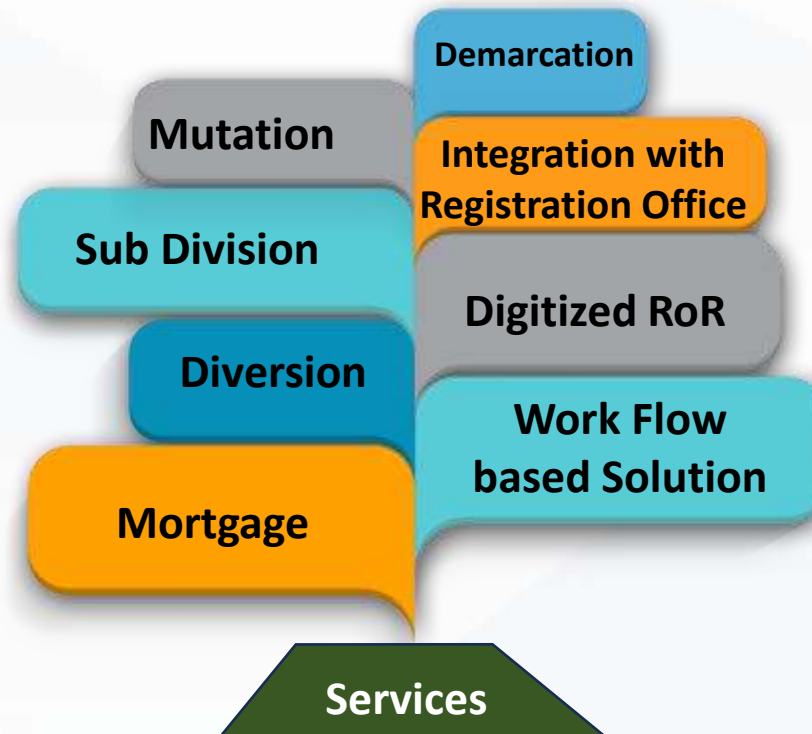 Demarcation
Mutation
Integration with
Registration Office
Sub Division
Digitized RoR
Diversion
Work Flow
based Solution
Mortgage
Services